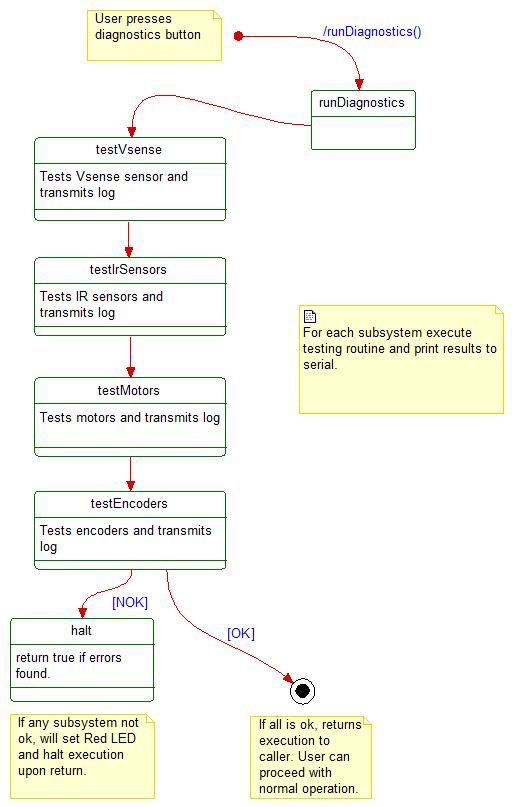 User presses
diagnostics button
/runDiagnostics()
runDiagnostics
testVsense
Tests Vsense sensor and
transmits log
testIrSensors
Tests IR sensors and
transmits log
For each subsystem execute
testing routine and print results to
serial.
testMotors
Tests motors and transmits log
testEncoders
Tests encoders and transmits
log
[NOK]
[OK]
halt
return true if errors
found.
If any subsystem not
ok, will set Red LED
and halt execution
upon return.
If all is ok, returns
execution to
caller. User can
proceed with
normal operation.